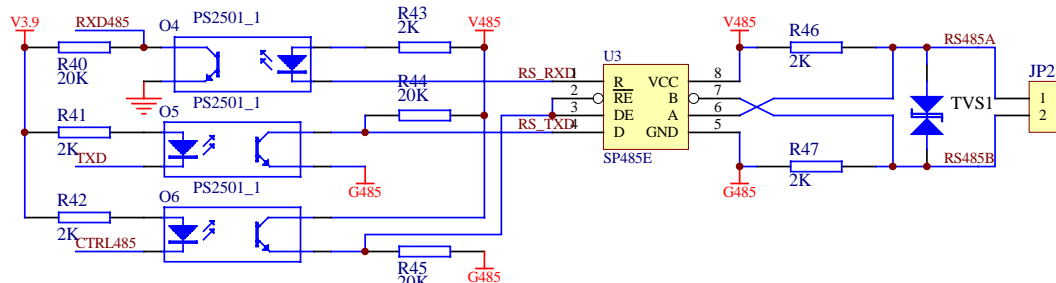 V3.9
RXD485
O4
PS2501_1
R43
2K
V485
R40
20K
PS2501_1
R44
20K
RS_RXD
R41
2K
TXD
O5
PS2501_1
G485
RS_TXD
R42
2K
CTRL485
O6
R45
20K
G485
U3
1
R
VCC
8
2
RE
B
7
3
DE
A
6
4
D
GND
5
SP485E
V485
R46
2K
RS485A
JP2
TVS1
1
2
G485
R47
2K
RS485B